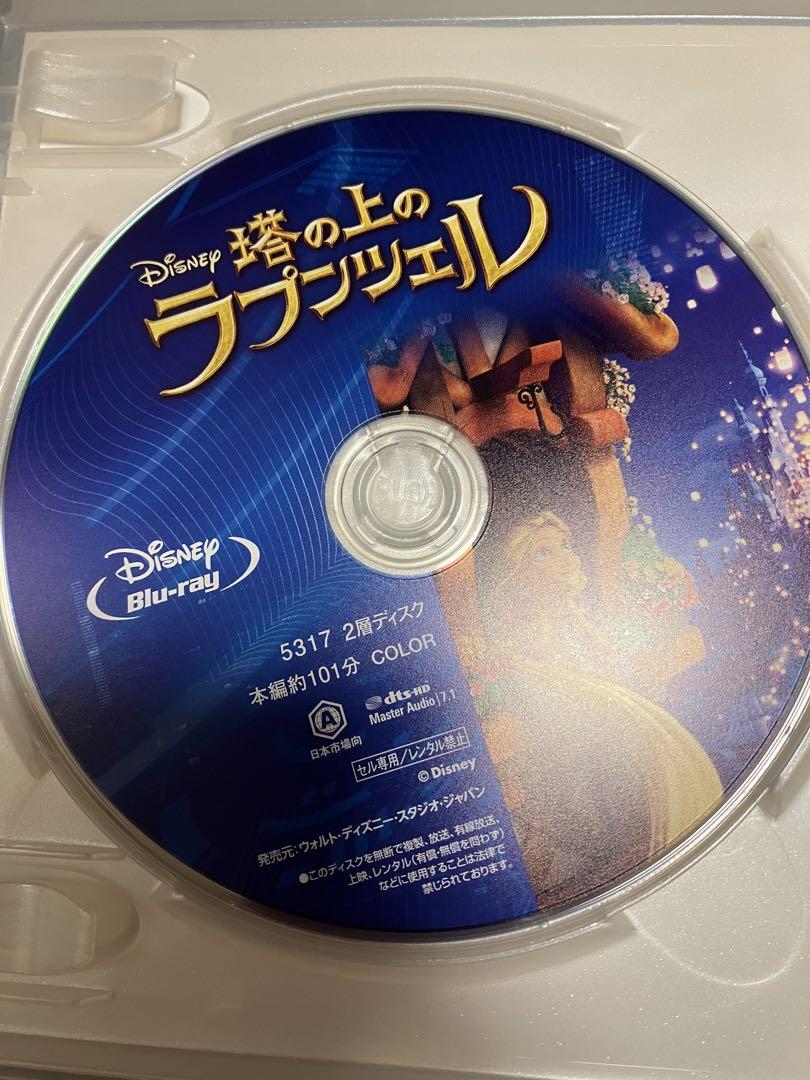 DISNEY
塔の上の
ラプンツェル
DISNEY
Blu-ray
5317 2層ディスク
本編約101分 COLOR
A
日本市場向
dts-HD
Master Audio | 7.1
セル専用/レンタル禁止
© Disney
発売元:ウォルト・ディズニー・スタジオ・ジャパン
●このディスクを無断で複製、放送、有線放送、
上映、レンタル(有償・無償を問わず)
などに使用することは法律で
禁じられております。